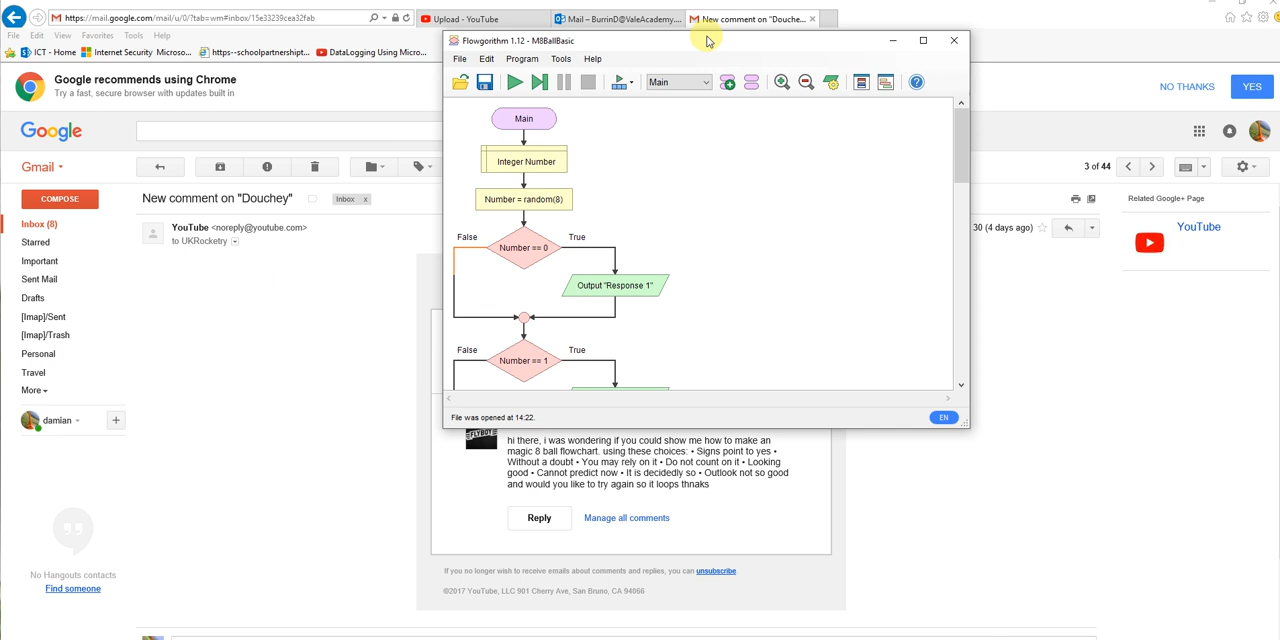 https://mail.google.com/mail/u/0/?tab=wm#inbox/15e33239cea32fab
Upload - YouTube
Mail – BurrinD@ValeAcademy....
New comment on "Douche...
File Edit View Favorites Tools Help
ICT - Home
Internet Security Microso...
https--schoolpartnershipt...
DataLogging Using Micro...
Google recommends using Chrome
Try a fast, secure browser with updates built in
NO THANKS
YES
Google
Gmail
3 of 44
COMPOSE
Inbox (8)
Starred
Important
Sent Mail
Drafts
[Imap]/Sent
[Imap]/Trash
Personal
Travel
More
damian
No Hangouts contacts
Find someone
New comment on "Douchey"
Inbox x
YouTube <noreply@youtube.com>
to UKRocketry
30 (4 days ago)
Related Google+ Page
YouTube
Flowgorithm 1.12 - M8BallBasic
File Edit Program Tools Help
Main
Main
Integer Number
Number = random(8)
False
True
Number == 0
Output "Response 1"
False
True
Number == 1
File was opened at 14:22.
EN
FLYBOY
hi there, i was wondering if you could show me how to make an
magic 8 ball flowchart. using these choices: • Signs point to yes •
Without a doubt • You may rely on it • Do not count on it • Looking
good • Cannot predict now • It is decidedly so • Outlook not so good
and would you like to try again so it loops thnaks
Reply
Manage all comments
If you no longer wish to receive emails about comments and replies, you can unsubscribe.
©2017 YouTube, LLC 901 Cherry Ave, San Bruno, CA 94066